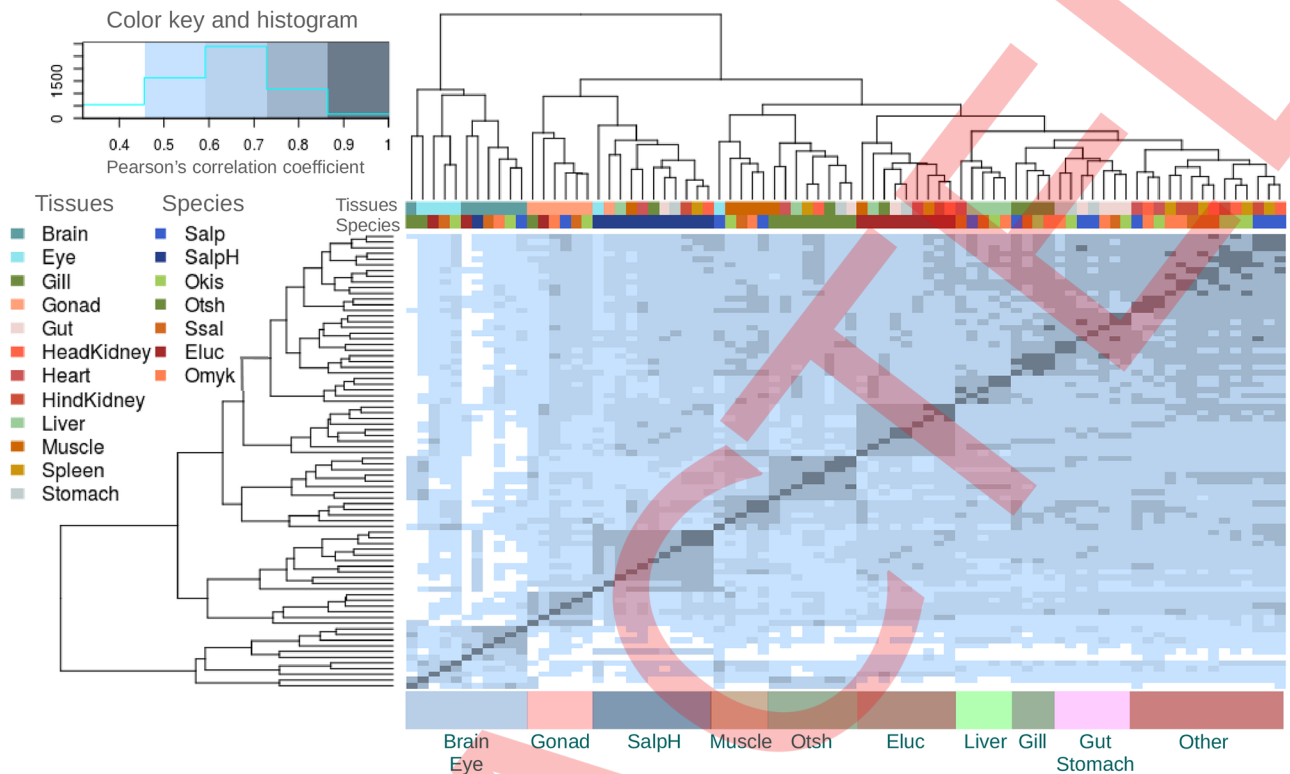 Color key and histogram
1500
0
0.4 0.5 0.6 0.7 0.8 0.9 1
Pearson's correlation coefficient
Tissues Species
Tissues
Species
Brain Salp
Eye SalpH
Gill Okis
Gonad Otsh
Gut Ssal
HeadKidney Eluc
Heart Omyk
HindKidney
Liver
Muscle
Spleen
Stomach
Brain Eye
Gonad
SalpH
Muscle
Otsh
Eluc
Liver
Gill
Gut Stomach
Other